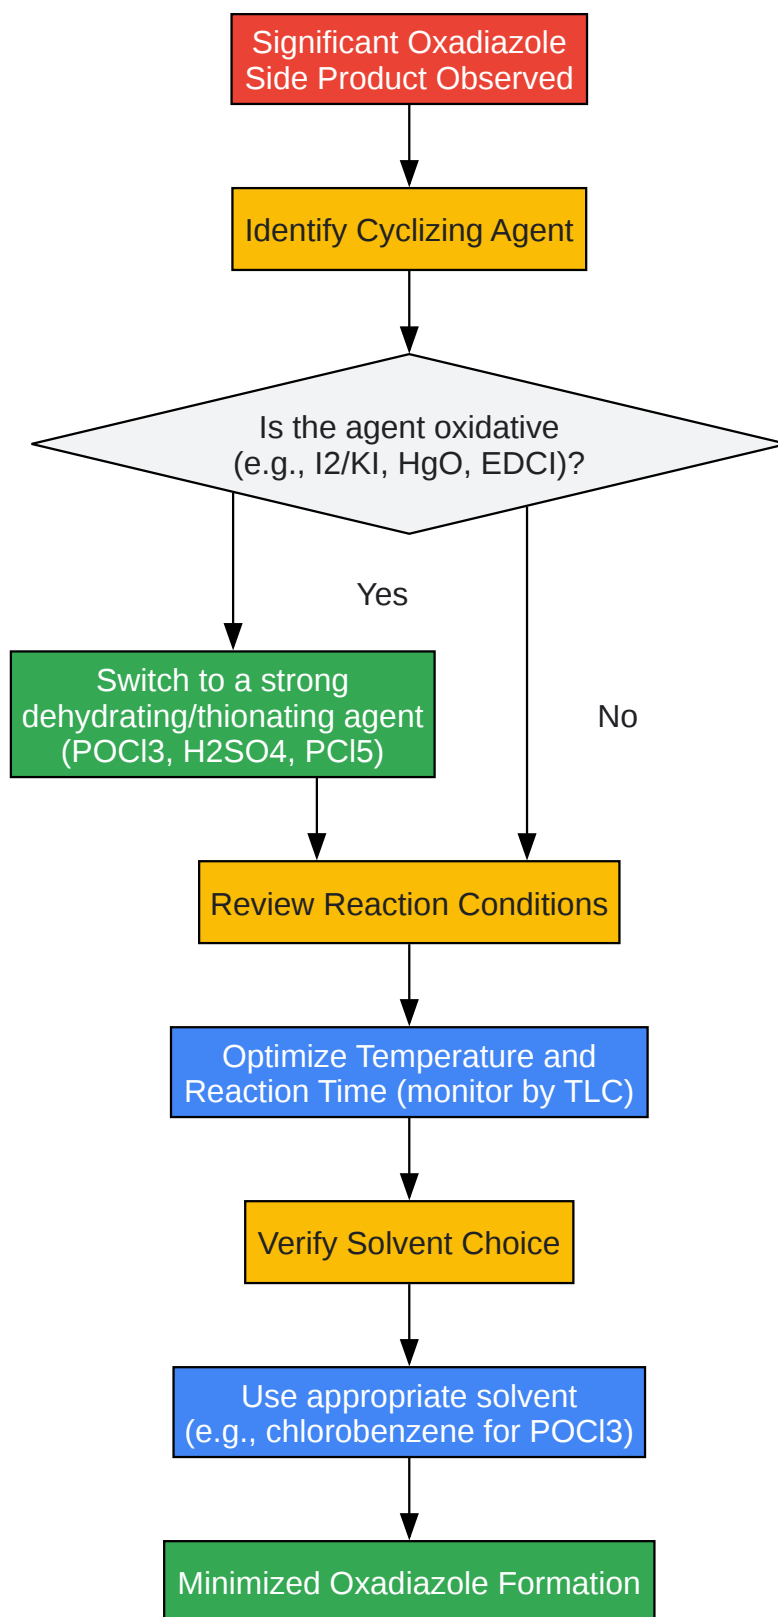 Significant Oxadiazole
Side Product Observed
Identify Cyclizing Agent
Is the agent oxidative
(e.g., I2/KI, HgO, EDCI)?
Yes
Switch to a strong
dehydrating/thionating agent
(POCl3, H2SO4, PCl5)
No
Review Reaction Conditions
Optimize Temperature and
Reaction Time (monitor by TLC)
Verify Solvent Choice
Use appropriate solvent
(e.g., chlorobenzene for POCl3)
Minimized Oxadiazole Formation